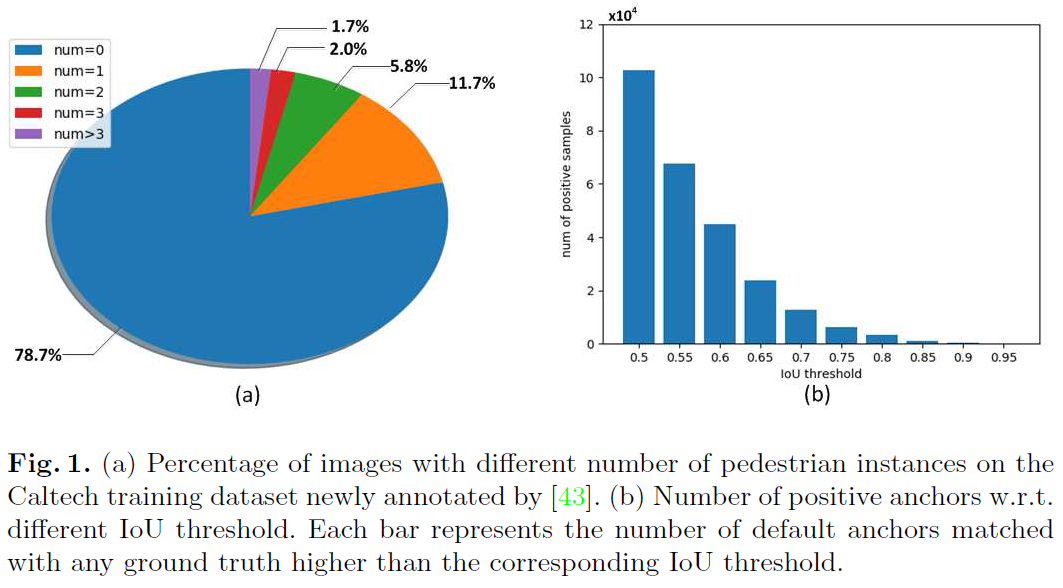 num=0
num=1
num=2
num=3
num>3
1.7%
2.0%
5.8%
11.7%
78.7%
(a)
x10⁴
12
10
8
6
4
2
0
num of positive samples
0.5 0.55 0.6 0.65 0.7 0.75 0.8 0.85 0.9 0.95
IoU threshold
(b)
Fig. 1. (a) Percentage of images with different number of pedestrian instances on the
Caltech training dataset newly annotated by [43]. (b) Number of positive anchors w.r.t.
different IoU threshold. Each bar represents the number of default anchors matched
with any ground truth higher than the corresponding IoU threshold.